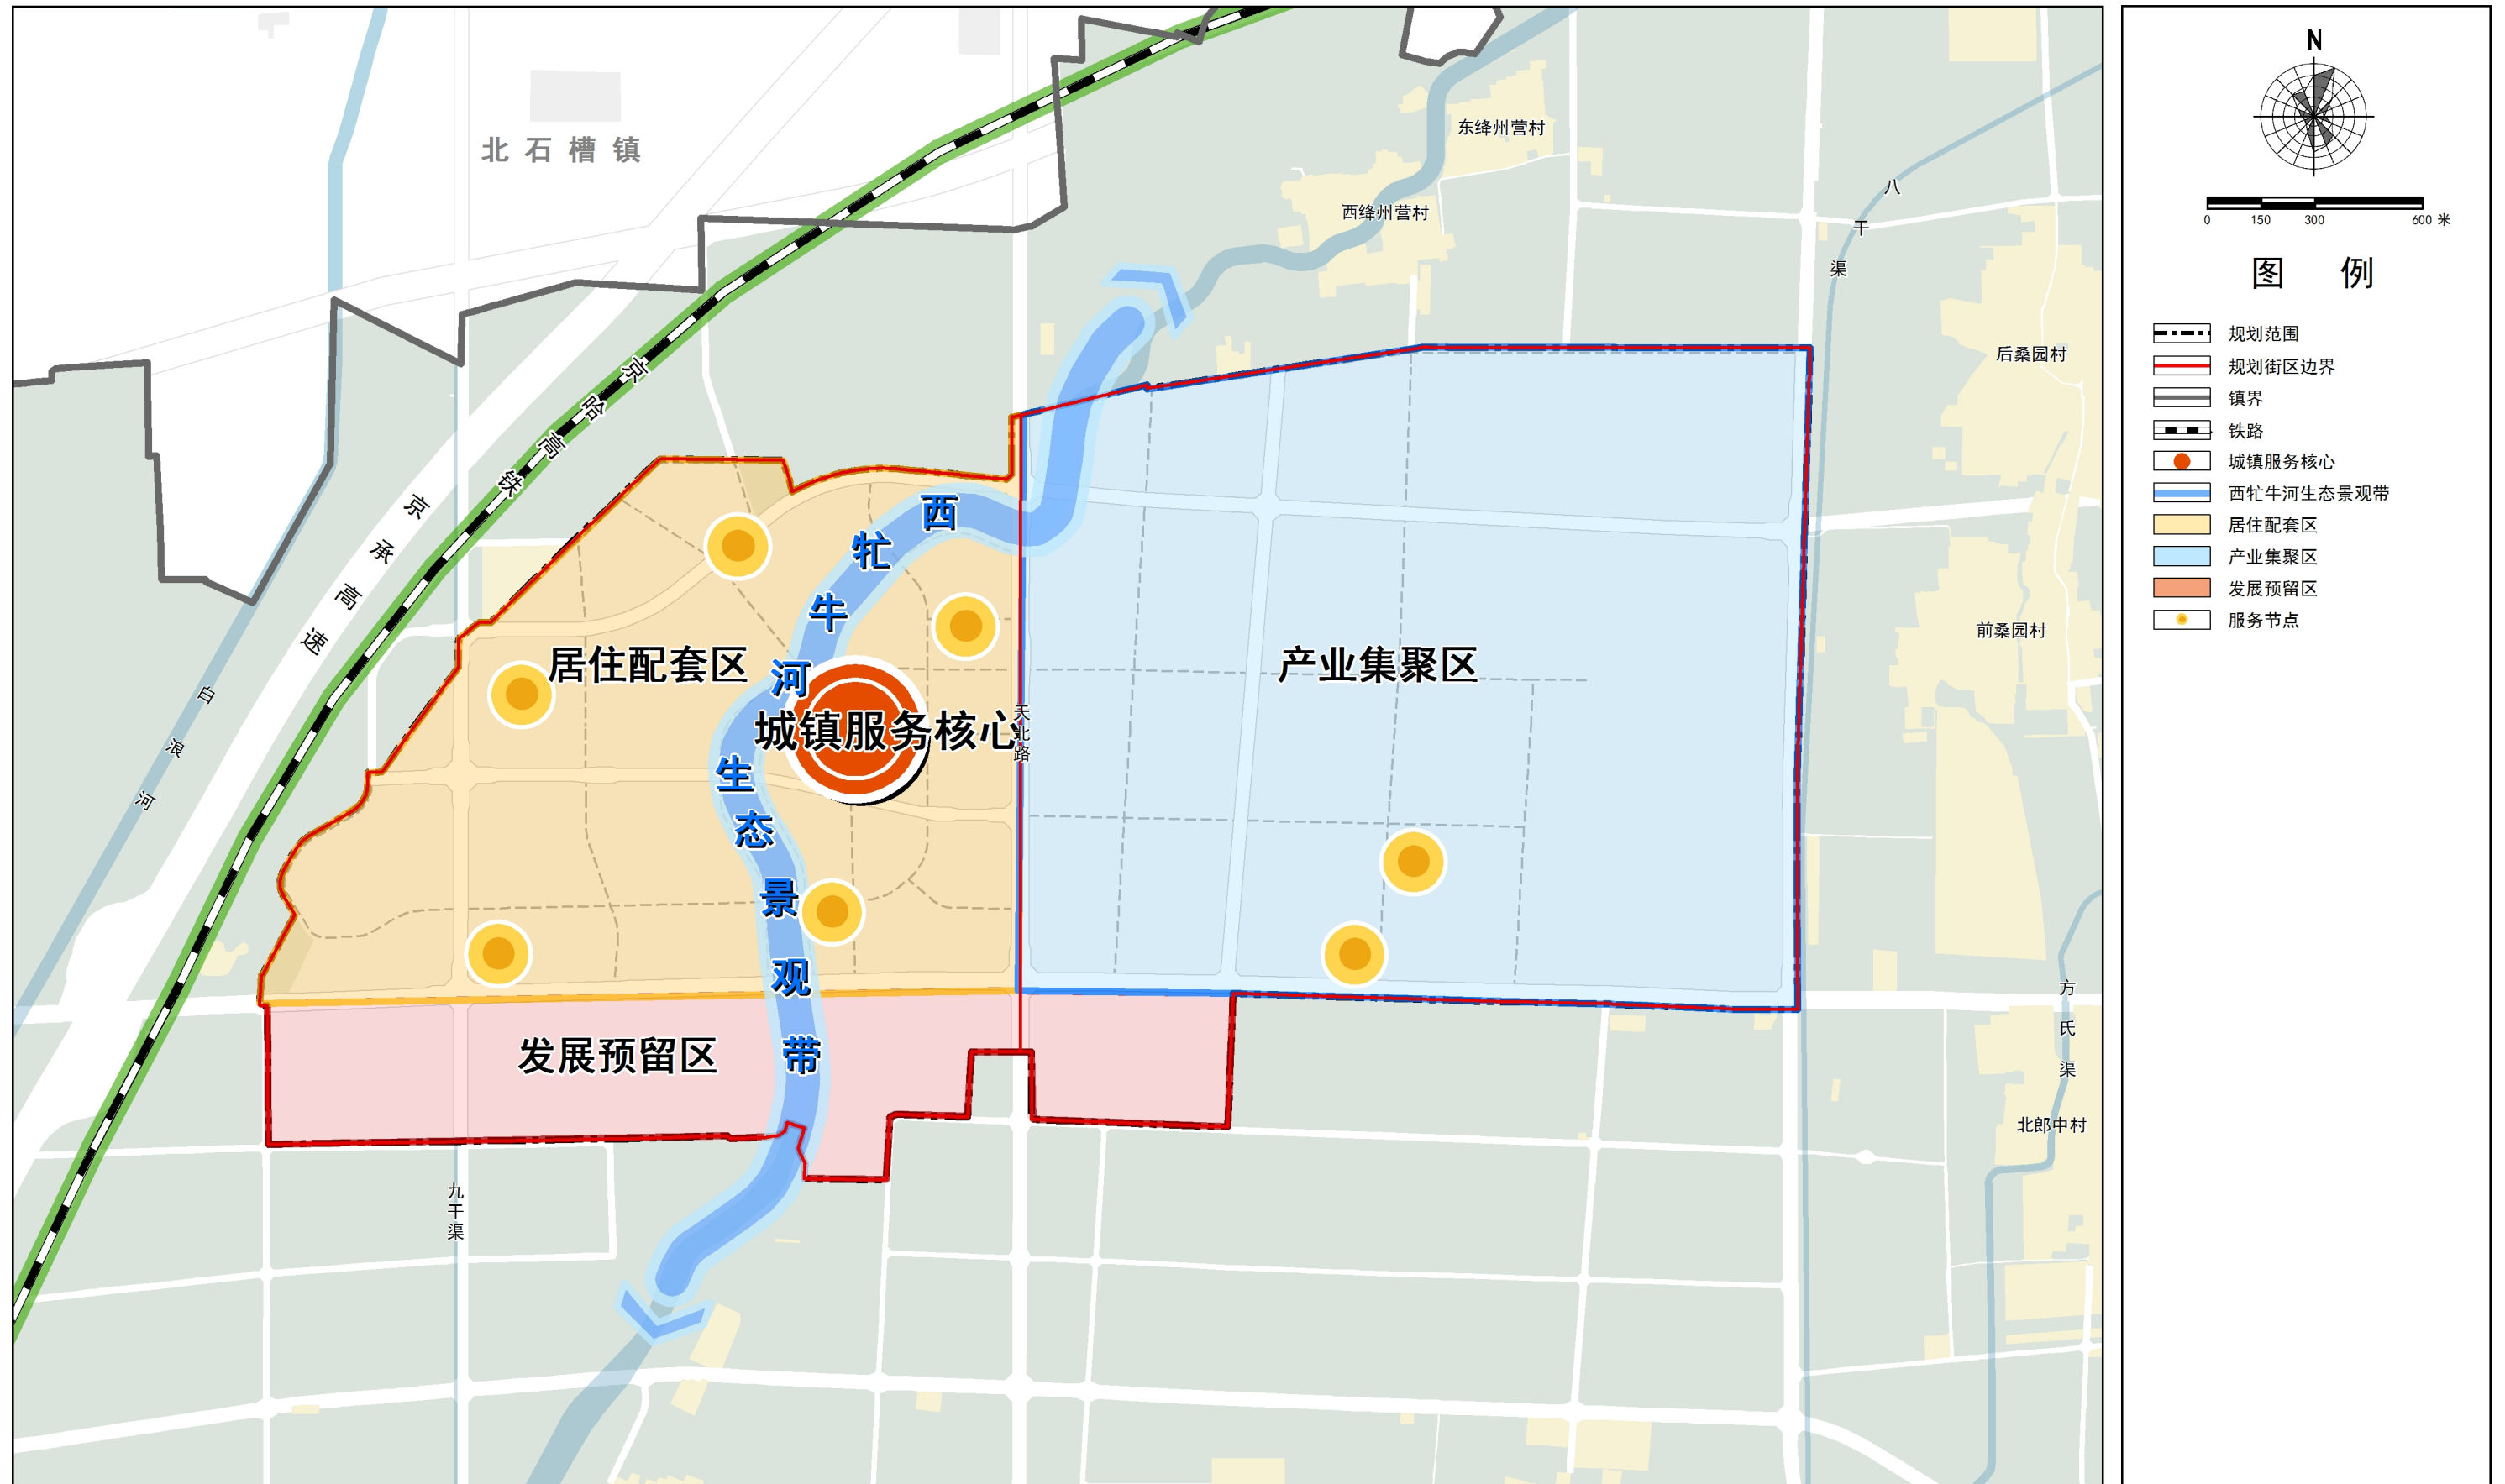 北石槽镇
东绛州营村
西绛州营村
八干渠
后桑园村
前桑园村
京哈高铁
京承高速
白浪河
西牤牛河生态景观带
居住配套区
产业集聚区
城镇服务核心
天北路
发展预留区
九干渠
方氏渠
北郎中村
N
0 150 300 600 米
图 例
规划范围
规划街区边界
镇界
铁路
城镇服务核心
西牤牛河生态景观带
居住配套区
产业集聚区
发展预留区
服务节点